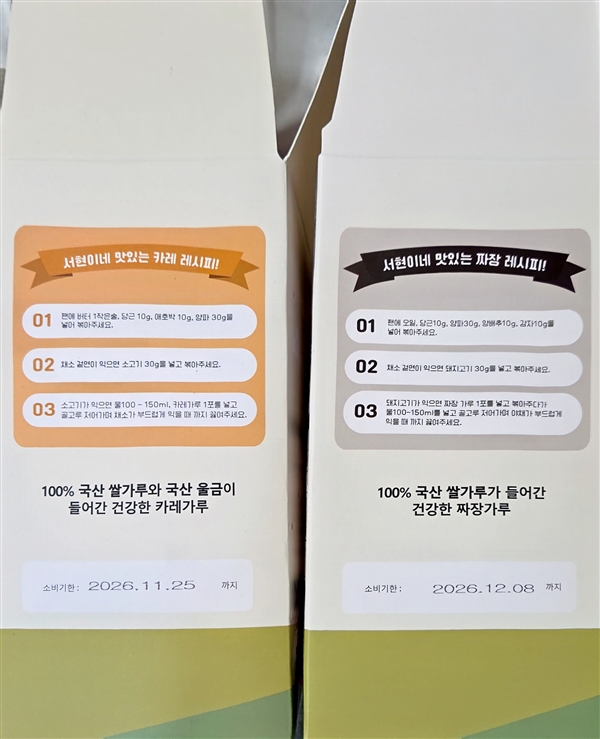 서현이네 맛있는 카레 레시피!
01 팬에 버터 1작은술, 당근 10g, 애호박 10g, 양파 30g를
넣어 볶아주세요.
02 채소 겉면이 익으면 소고기 30g를 넣고 볶아주세요.
03 소고기가 익으면 물100 ~ 150ml, 카레가루 1포를 넣고
골고루 저어가며 채소가 부드럽게 익을 때 까지 끓여주세요.
100% 국산 쌀가루와 국산 울금이
들어간 건강한 카레가루
소비기한 : 2026.11.25 까지
서현이네 맛있는 짜장 레시피!
01 팬에 오일, 당근10g, 양파30g, 양배추10g, 감자10g를
넣어 볶아주세요.
02 채소 겉면이 익으면 돼지고기 30g를 넣고 볶아주세요.
03 돼지고기가 익으면 짜장 가루 1포를 넣고 볶아주다가
물100~150ml를 넣고 골고루 저어가며 야채가 부드럽게
익을 때 까지 끓여주세요.
100% 국산 쌀가루가 들어간
건강한 짜장가루
소비기한 : 2026.12.08 까지